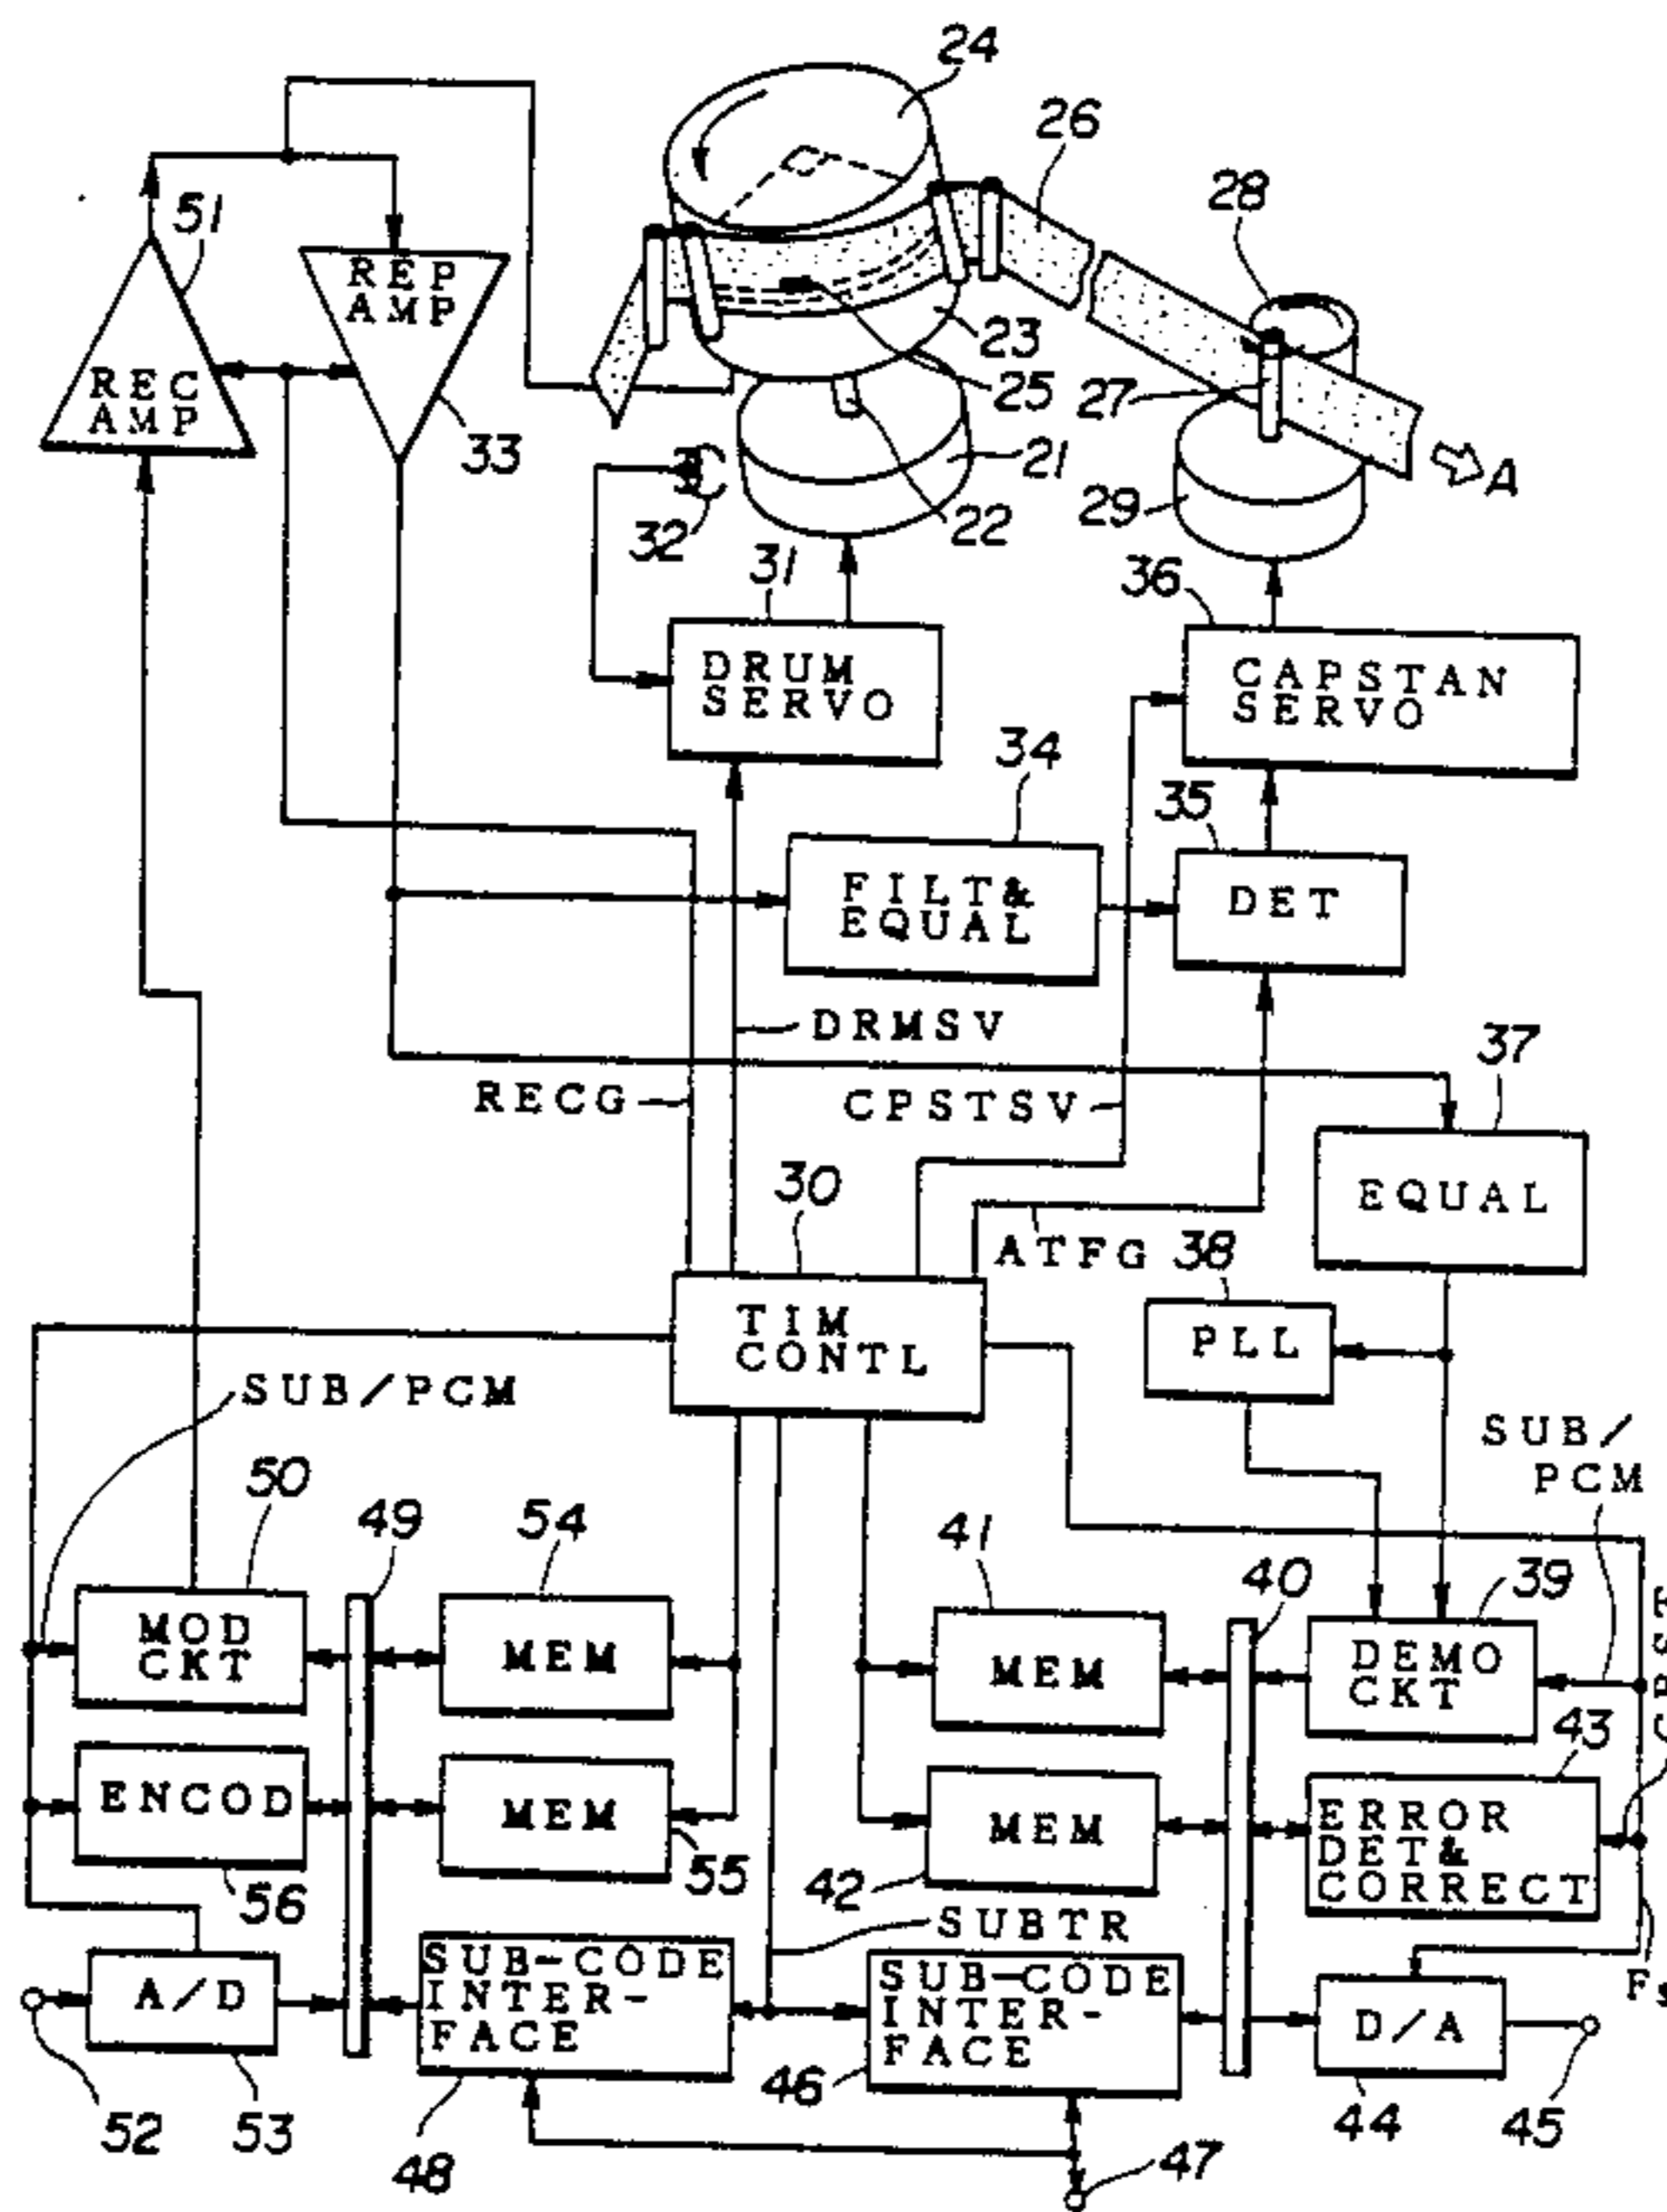 24
26
51
28
REP
AMP
23
27
REC
AMP
25
33
21
A
32
22
29
31
36
DRUM
SERVO
CAPSTAN
SERVO
34
35
FILT&
EQUAL
DET
DRMSV
37
RECG
CPSTSV
30
EQUAL
ATFG
38
TIM
CONTL
PLL
SUB/PCM
SUB/
PCM
50
49
54
41
40
39
MOD
CKT
MEM
MEM
DEMO
CKT
43
ENCOD
MEM
MEM
ERROR
DET&
CORRECT
56
55
42
SUBTR
A/D
SUB-CODE
INTER-
FACE
SUB-CODE
INTER-
FACE
D/A
52
53
48
46
47
44
45